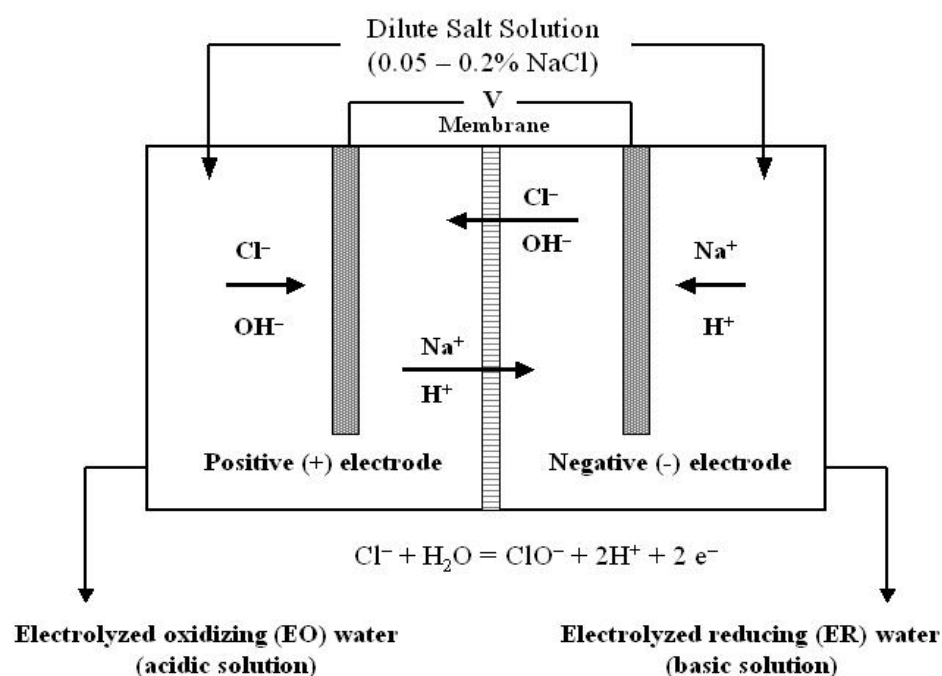 Dilute Salt Solution
(0.05 – 0.2% NaCl)
V
Membrane
Cl⁻
OH⁻
Cl⁻
OH⁻
Na⁺
H⁺
Na⁺
H⁺
Positive (+) electrode
Negative (-) electrode
Cl⁻ + H₂O = ClO⁻ + 2H⁺ + 2 e⁻
Electrolyzed oxidizing (EO) water
(acidic solution)
Electrolyzed reducing (ER) water
(basic solution)